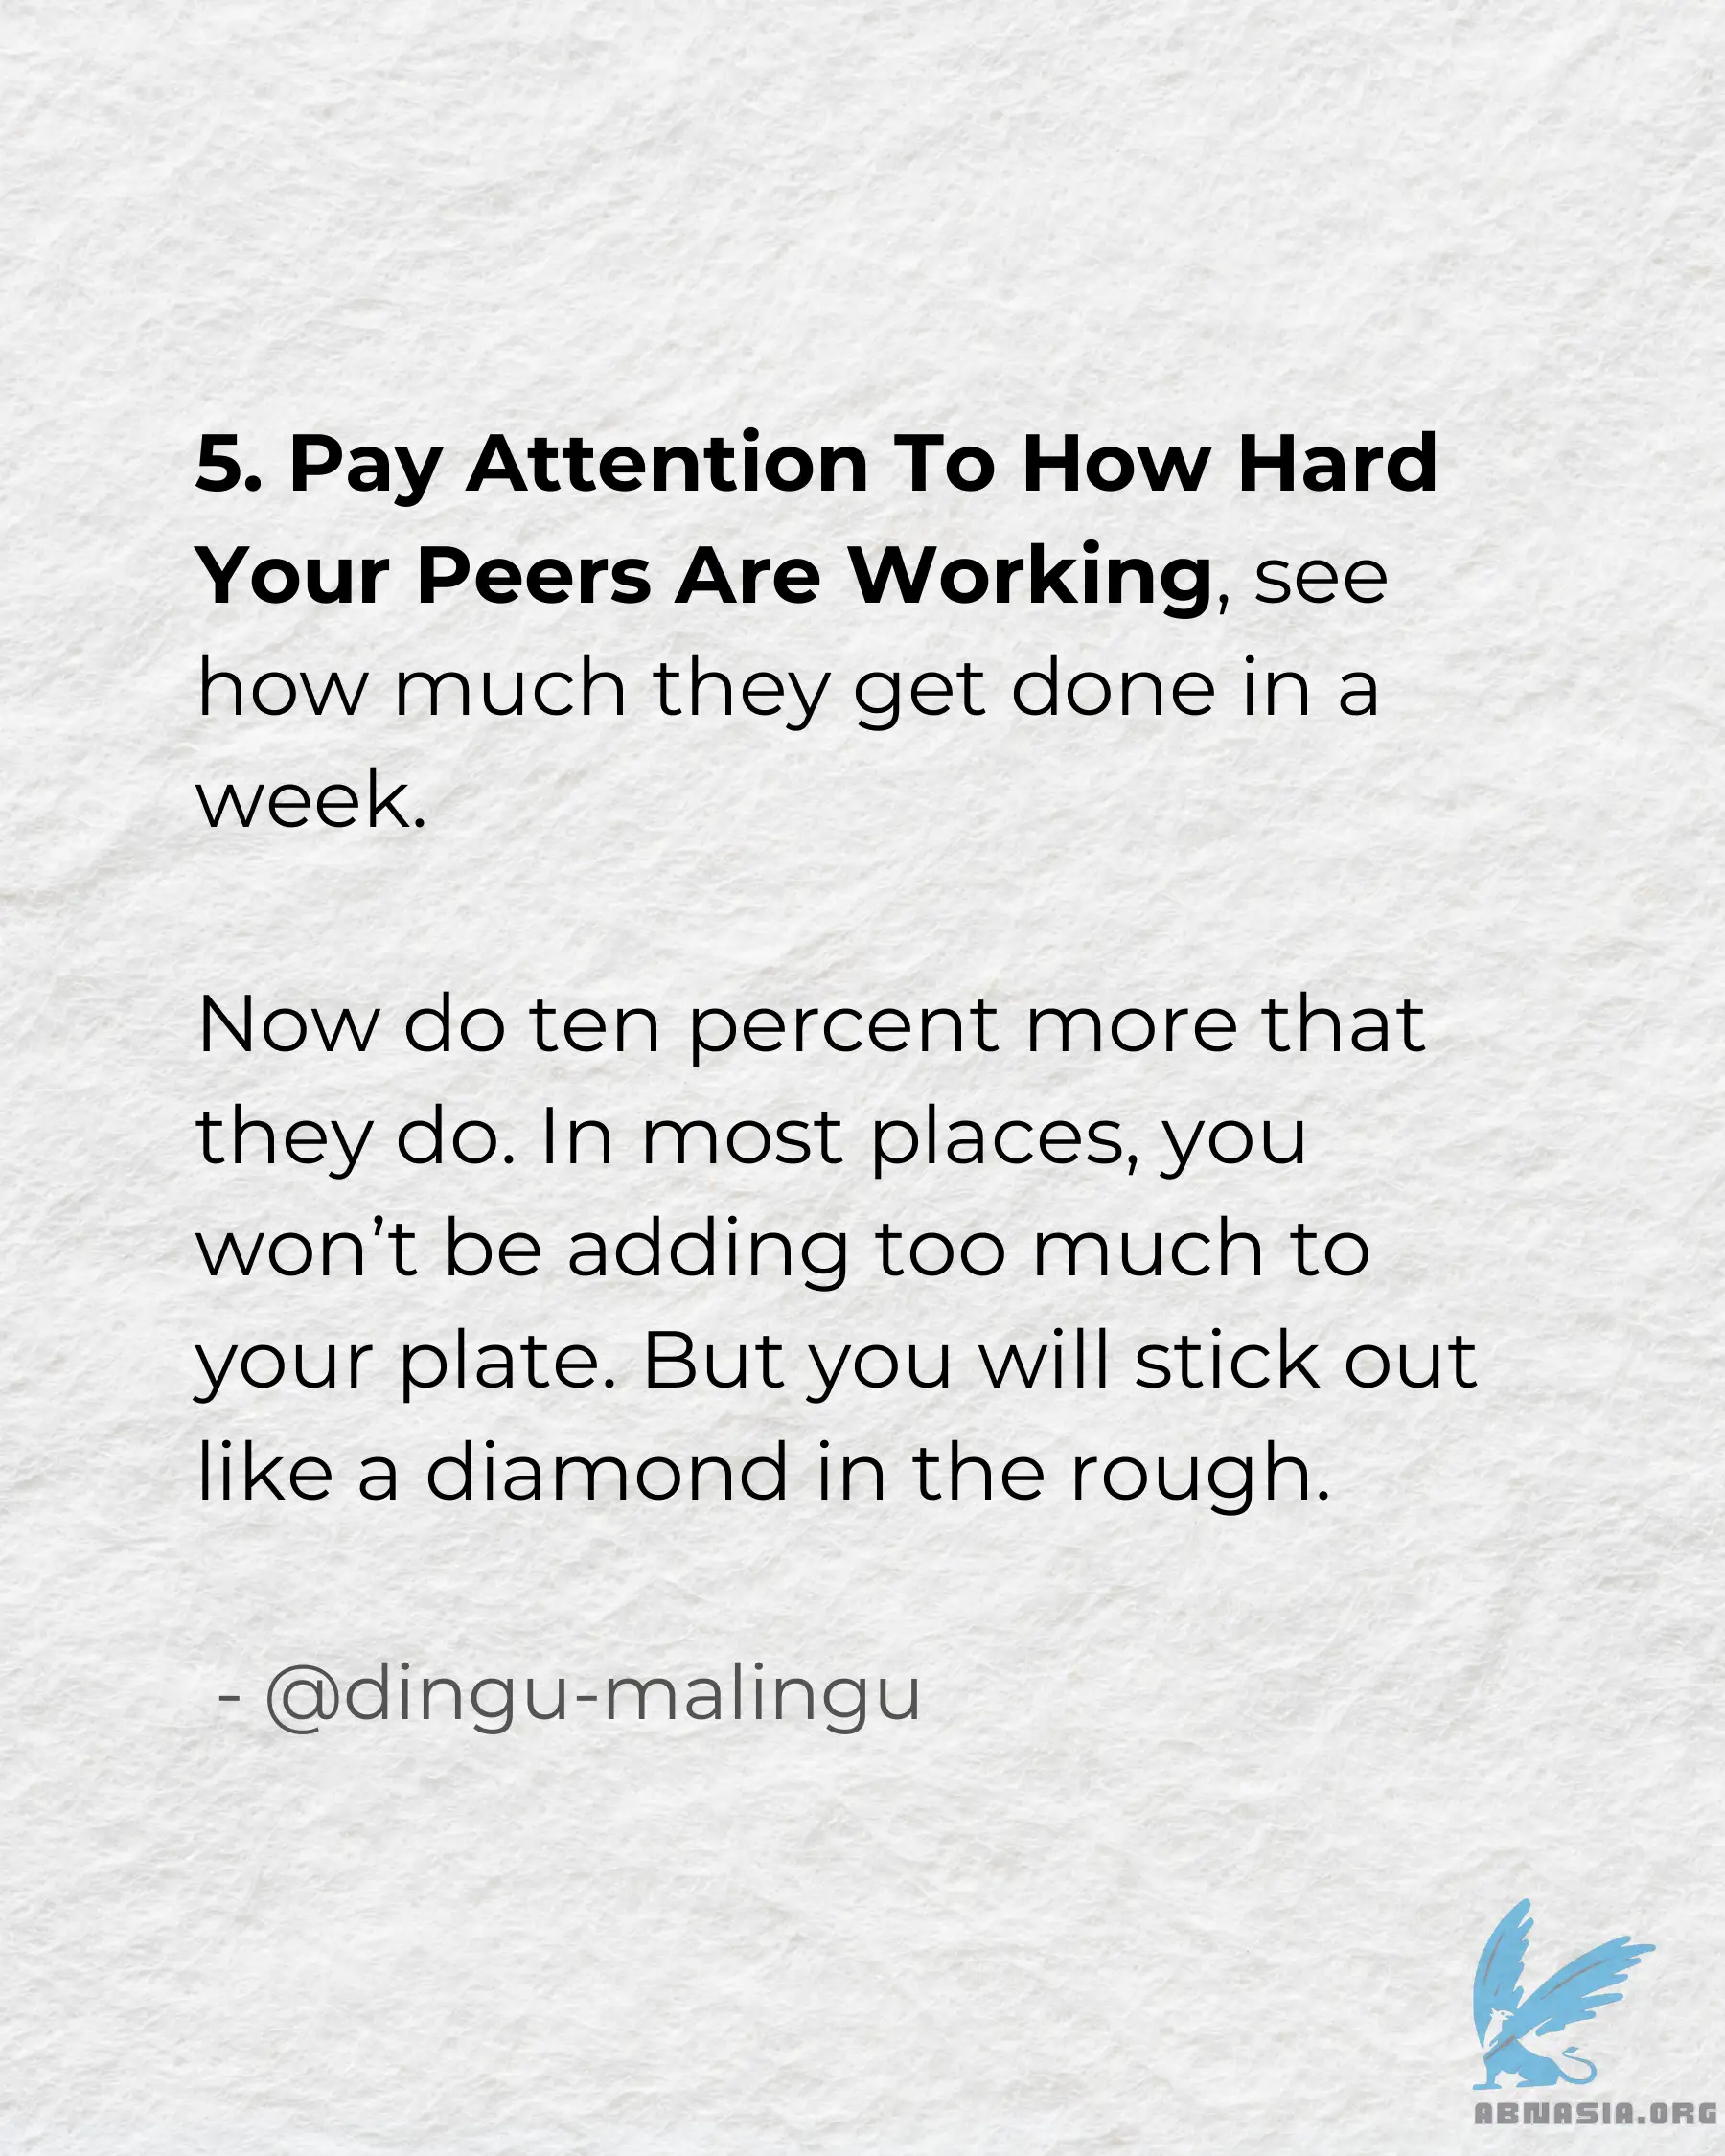 5. Pay Attention To How Hard
Your Peers Are Working, see
how much they get done in a
week.
Now do ten percent more that
they do. In most places, you
won’t be adding too much to
your plate. But you will stick out
like a diamond in the rough.
- @dingu-malingu
ABNASIA.ORG